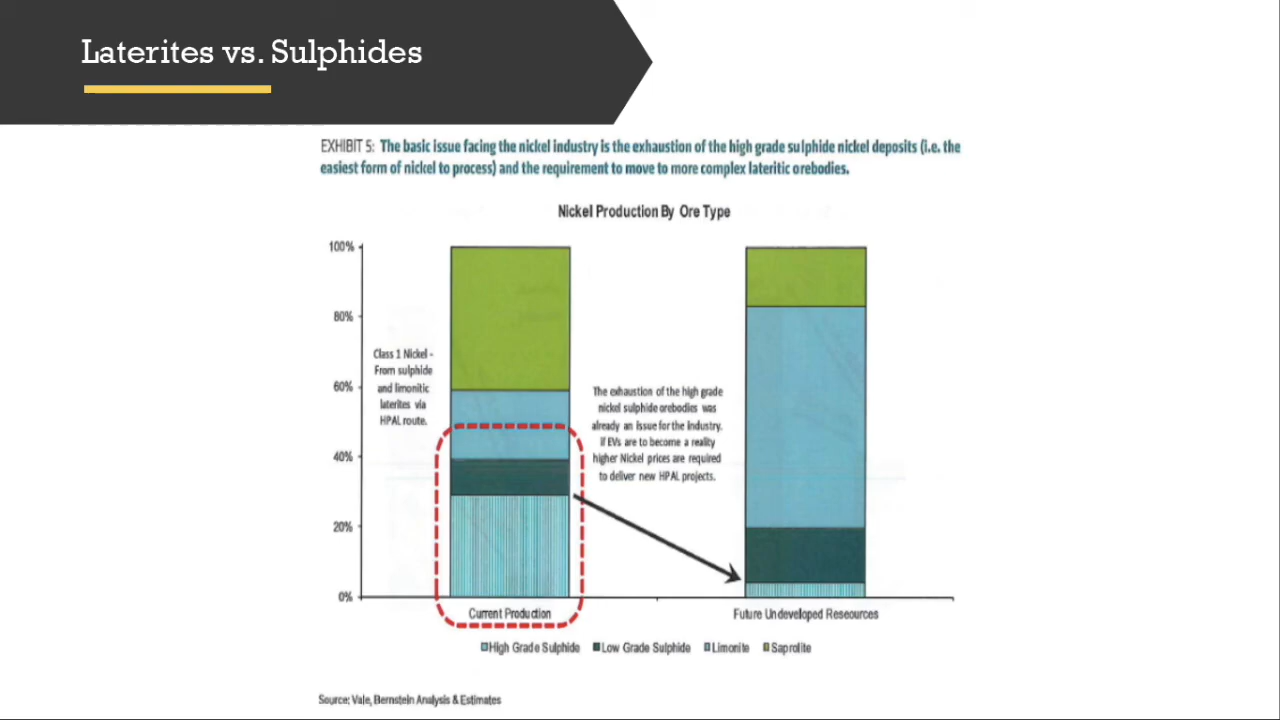 Laterites vs. Sulphides
EXHIBIT 5: The basic issue facing the nickel industry is the exhaustion of the high grade sulphide nickel deposits (i.e. the
easiest form of nickel to process) and the requirement to move to more complex lateritic orebodies.
Nickel Production By Ore Type
100%
80%
60%
40%
20%
0%
Class 1 Nickel -
From sulphide
and limonitic
laterites via
HPAL route.
The exhaustion of the high grade
nickel sulphide orebodies was
already an issue for the industry.
If EVs are to become a reality
higher Nickel prices are required
to deliver new HPAL projects.
Current Production
Future Undeveloped Reseources
High Grade Sulphide Low Grade Sulphide Limonite Saprolite
Source: Vale, Bernstein Analysis & Estimates